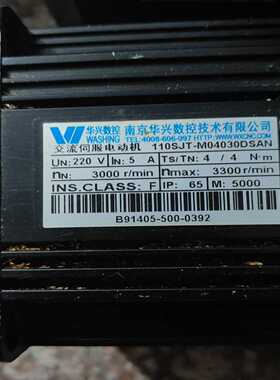 华兴数控 南京华兴数控技术有限公司
WASHING TEL:4008-606-997 HTTP:WWW.WXCNC.COM
交流伺服电动机 110SJT-M04030DSAN
UN: 220 V IN: 5 A TS/TN: 4 / 4 N·m
nN: 3000 r/min nmax: 3300r/min
INS.CLASS: F IP: 65 M: 5000
B91405-500-0392